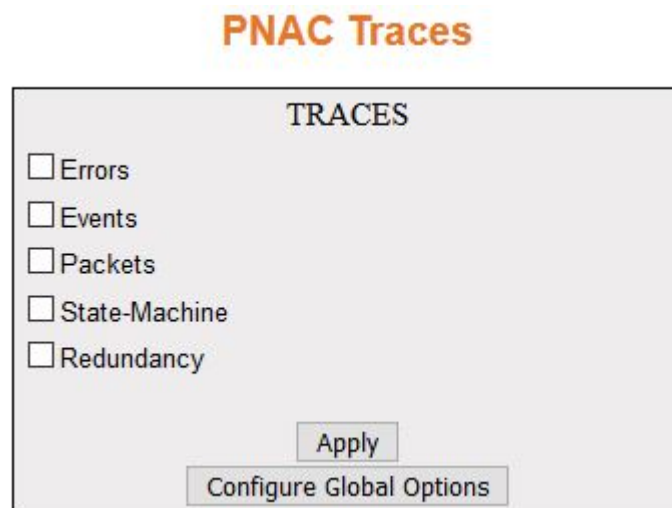 PNAC Traces
TRACES
Errors
Events
Packets
State-Machine
Redundancy
Apply
Configure Global Options